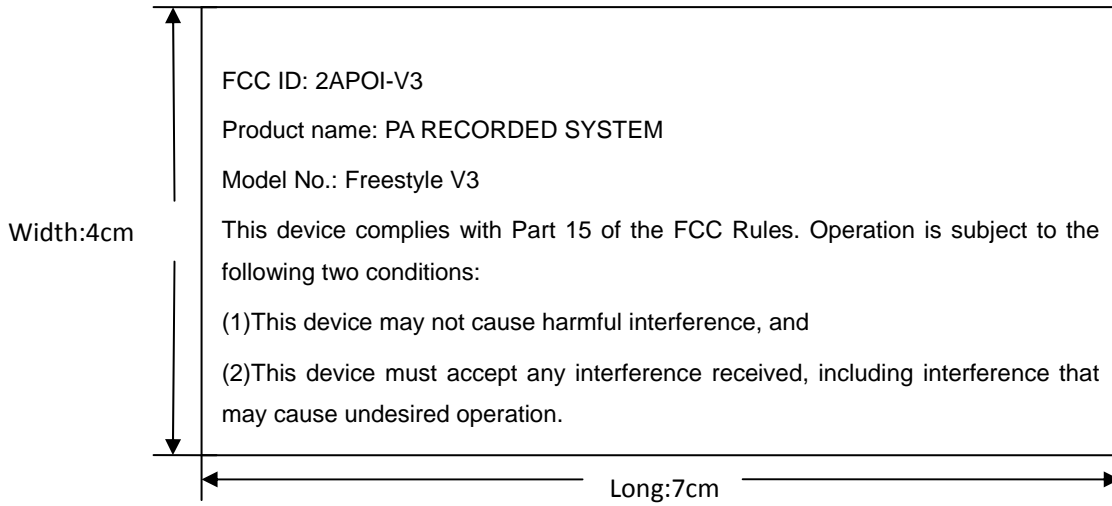 FCC ID: 2APOI-V3
Product name: PA RECORDED SYSTEM
Model No.: Freestyle V3
Width:4cm
This device complies with Part 15 of the FCC Rules. Operation is subject to the
following two conditions:
(1)This device may not cause harmful interference, and
(2)This device must accept any interference received, including interference that
may cause undesired operation.
Long:7cm